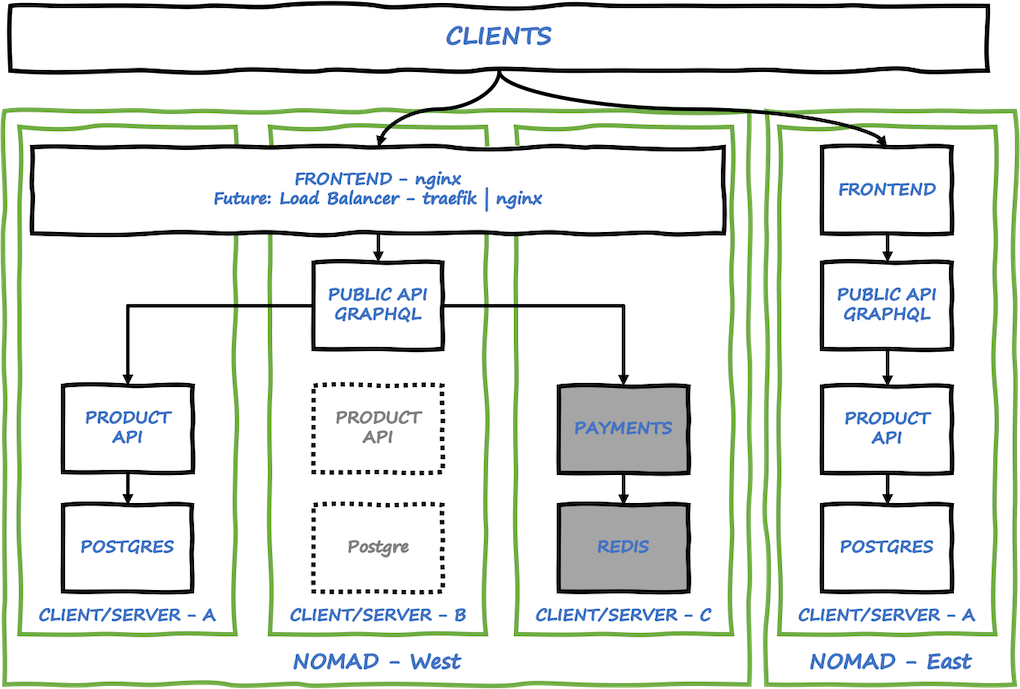 CLIENTS
FRONTEND - nginx
Future: Load Balancer - traefik | nginx
FRONTEND
PUBLIC API
GRAPHQL
PUBLIC API
GRAPHQL
PRODUCT
API
PRODUCT
API
PAYMENTS
PRODUCT
API
POSTGRES
Postgre
REDIS
POSTGRES
CLIENT/SERVER - A
CLIENT/SERVER - B
CLIENT/SERVER - C
CLIENT/SERVER - A
NOMAD - West
NOMAD - East